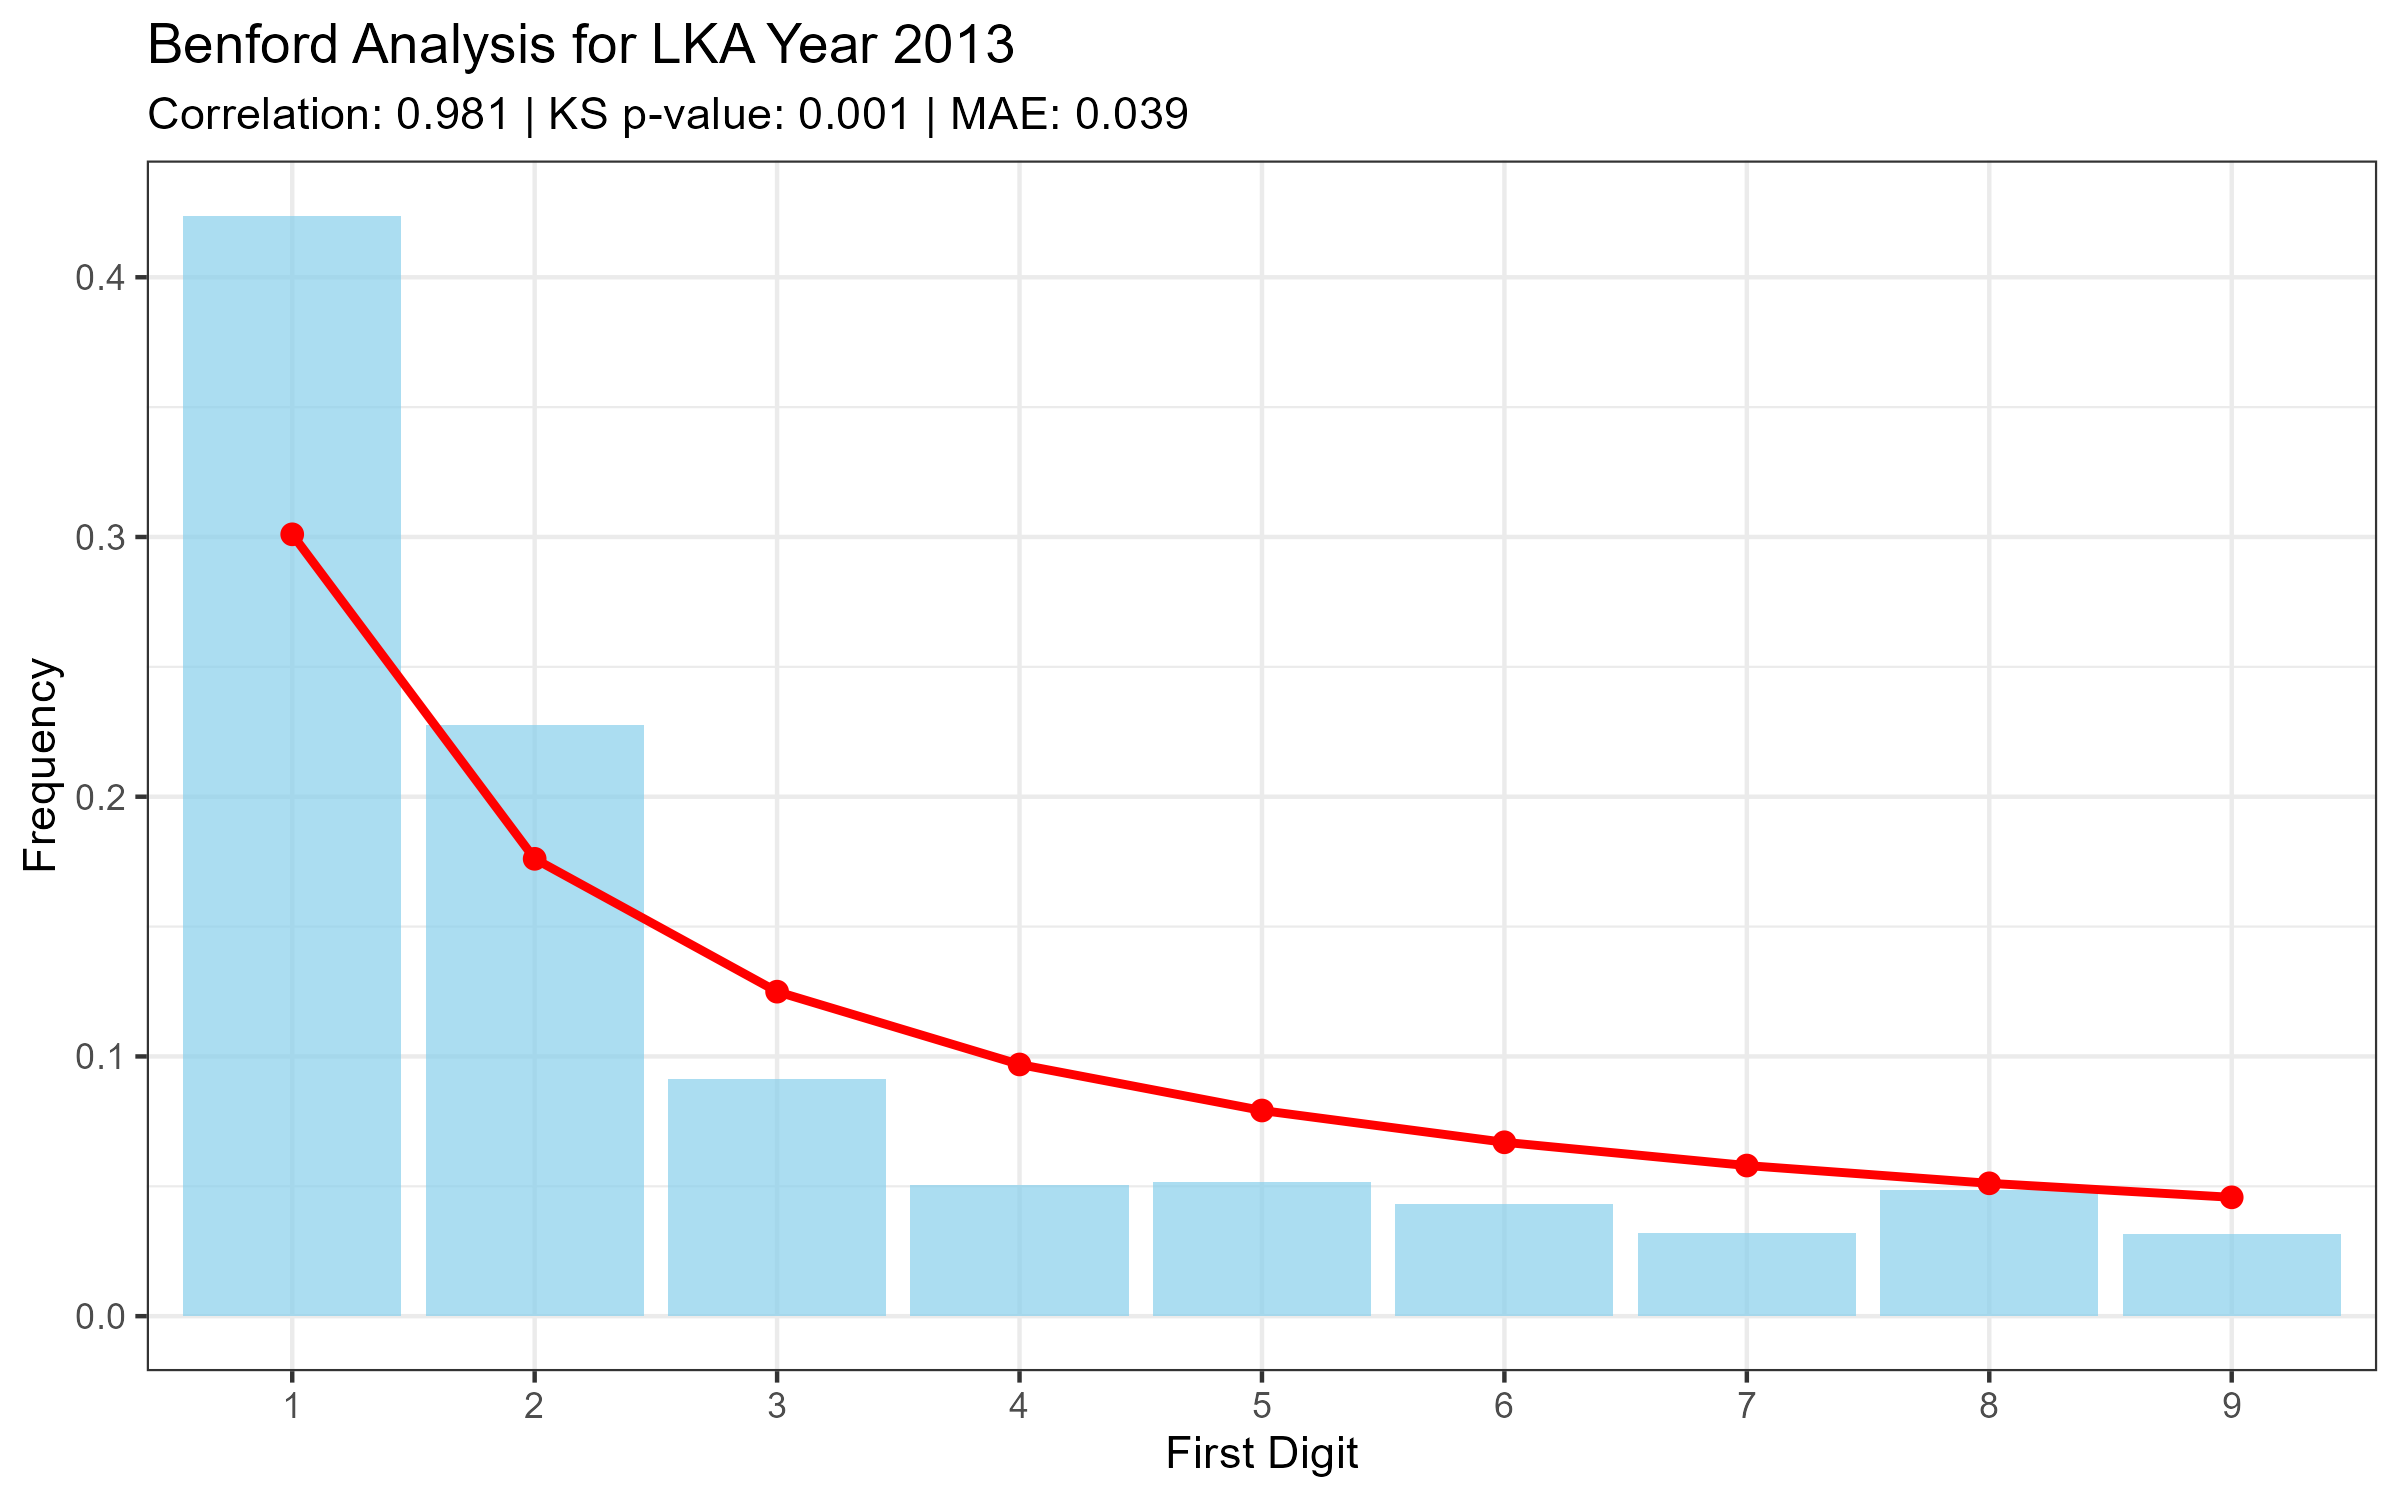 Benford Analysis for LKA Year 2013
Correlation: 0.981 | KS p-value: 0.001 | MAE: 0.039
Frequency
0.4
0.3
0.2
0.1
0.0
1 2 3 4 5 6 7 8 9
First Digit